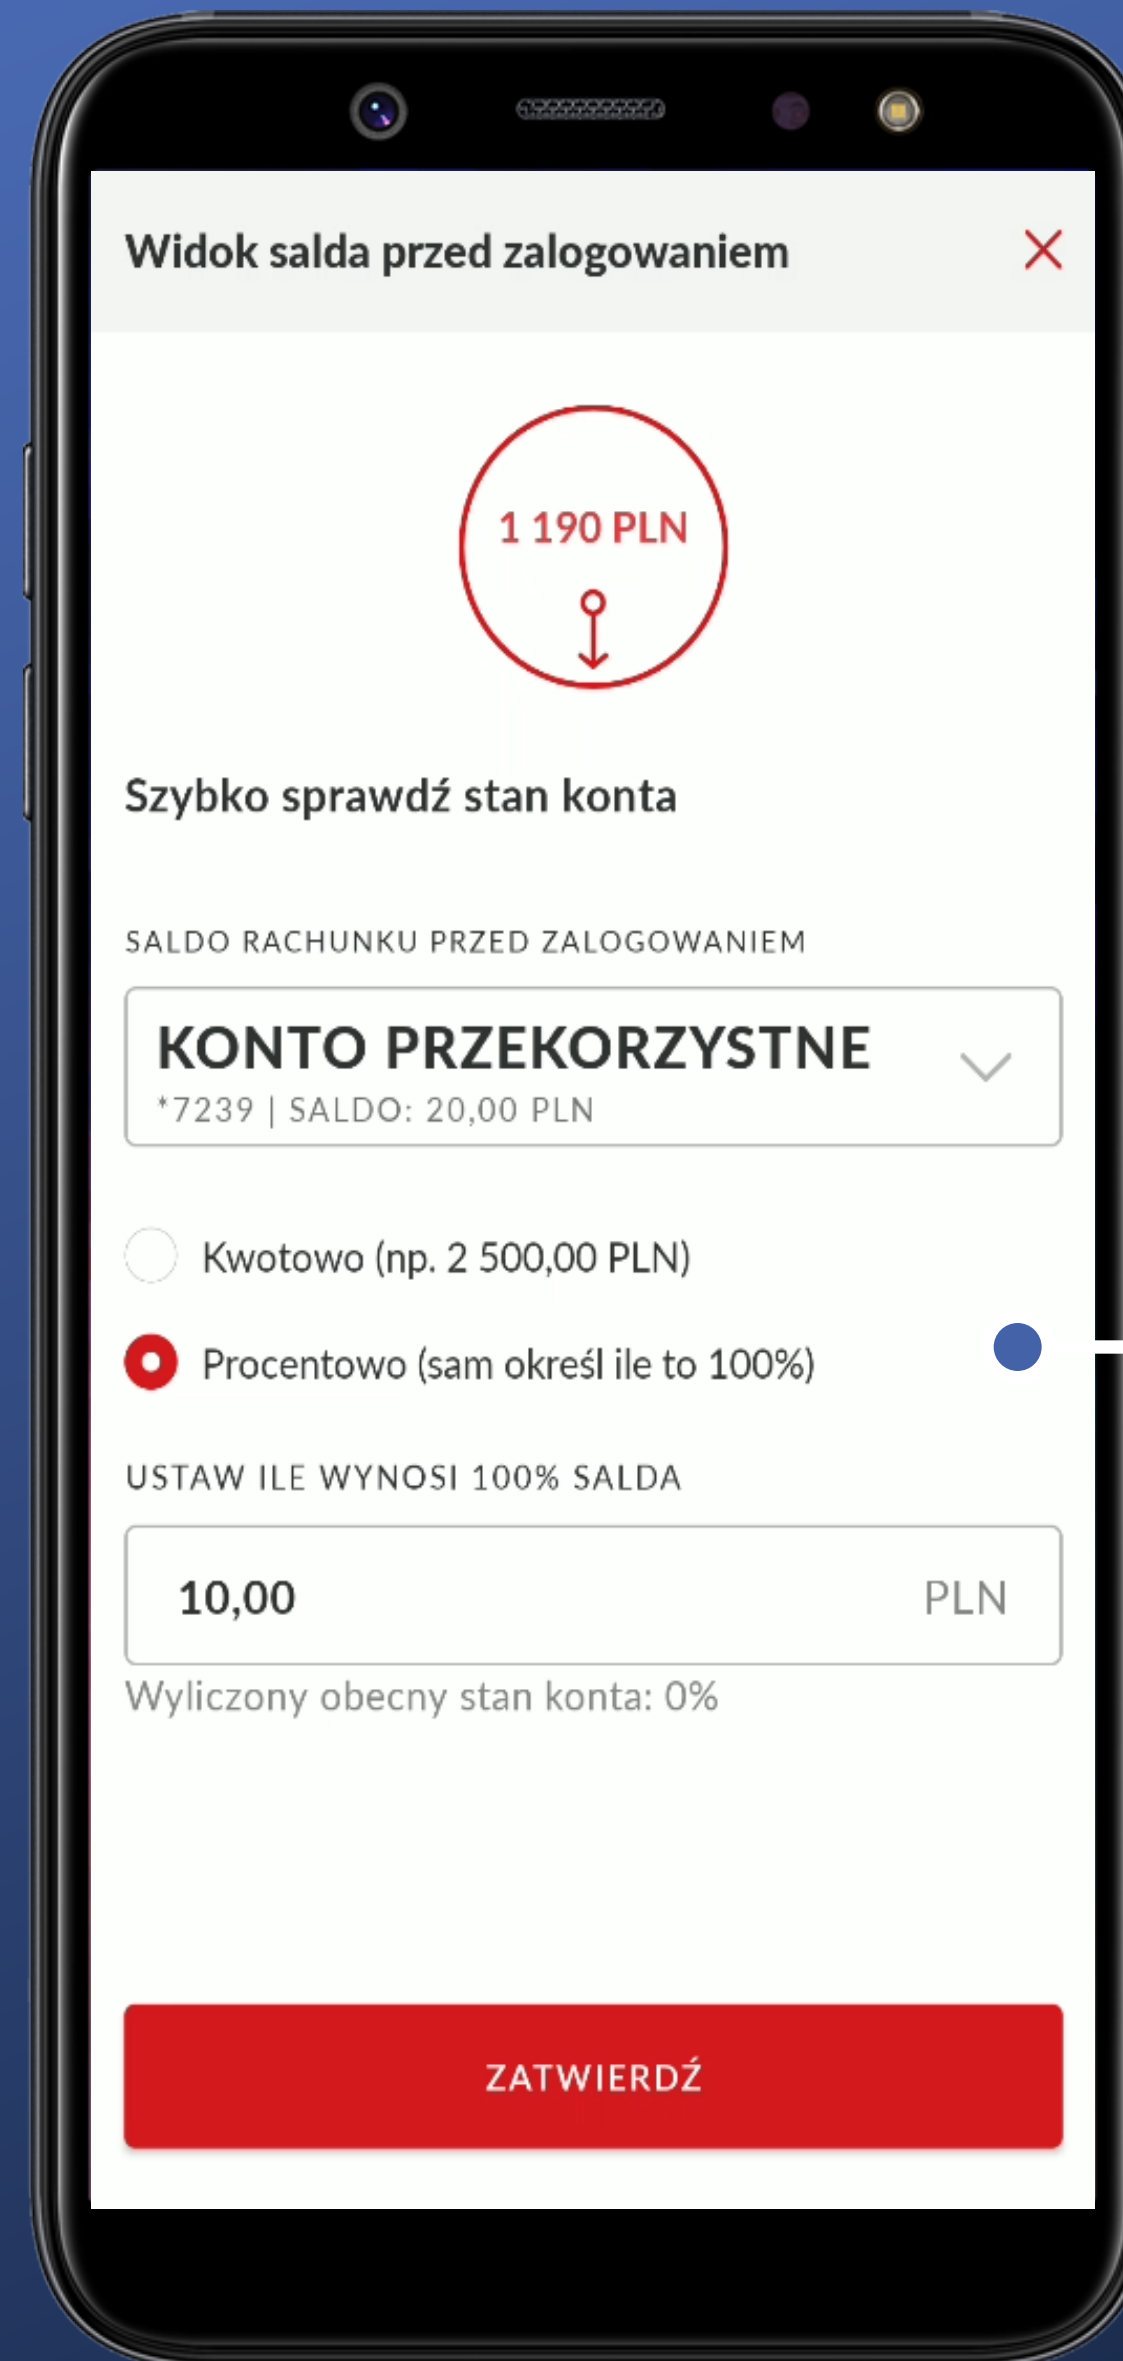 Widok salda przed zalogowaniem
1 190 PLN
Szybko sprawdź stan konta
SALDO RACHUNKU PRZED ZALOGOWANIEM
KONTO PRZEKORZYSTNE
*7239 | SALDO: 20,00 PLN
Kwotowo (np. 2 500,00 PLN)
Procentowo (sam określ ile to 100%)
USTAW ILE WYNOSI 100% SALDA
10,00 PLN
Wyliczony obecny stan konta: 0%
ZATWIERDŹ